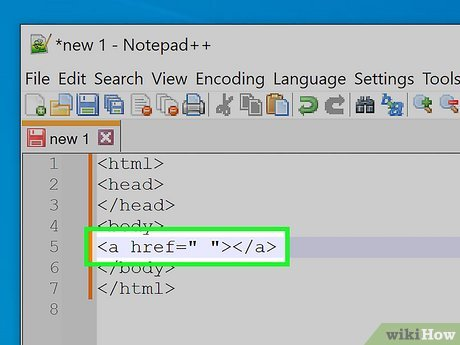 *new 1 - Notepad++
File Edit Search View Encoding Language Settings Tools
new 1
1 <html>
2 <head>
3 </head>
4 <body>
5 <a href=" "></a>
6 </body>
7 </html>
8
wikiHow